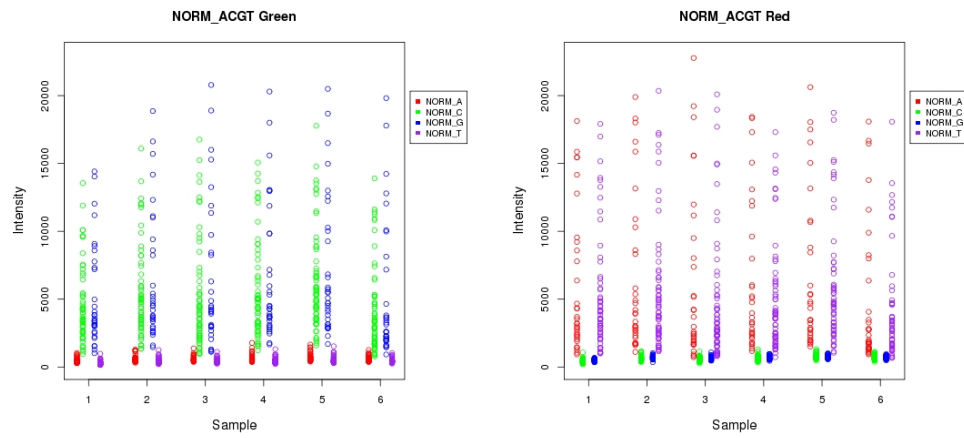 NORM_ACGT Green
Intensity
20000
15000
10000
5000
0
1 2 3 4 5 6
Sample
NORM_A
NORM_C
NORM_G
NORM_T
NORM_ACGT Red
Intensity
20000
15000
10000
5000
0
1 2 3 4 5 6
Sample
NORM_A
NORM_C
NORM_G
NORM_T